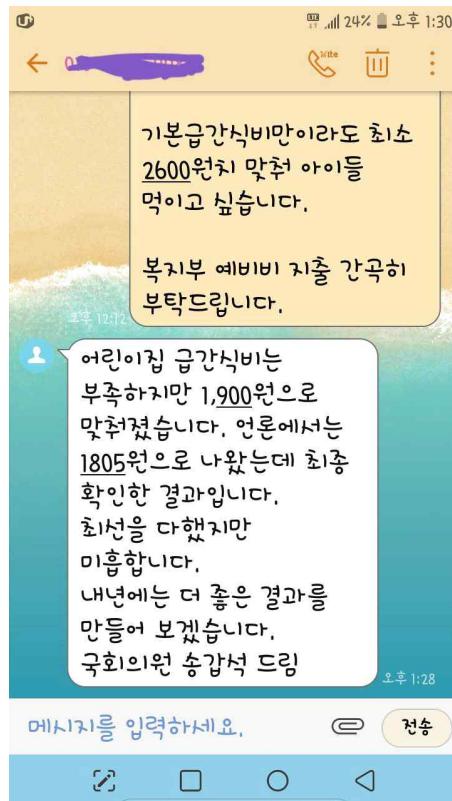 24% 오후 1:30
기본급간식비만이라도 최소
2600원치 맞춰 아이들
먹이고 싶습니다.
복지부 예비비 지출 간곡히
부탁드립니다.
오후 12:12
어린이집 급간식비는
부족하지만 1,900원으로
맞춰졌습니다. 언론에서는
1805원으로 나왔는데 최종
확인한 결과입니다.
최선을 다했지만
미흡합니다.
내년에는 더 좋은 결과를
만들어 보겠습니다.
국회의원 송갑석 드림
오후 1:28
메시지를 입력하세요.
전송